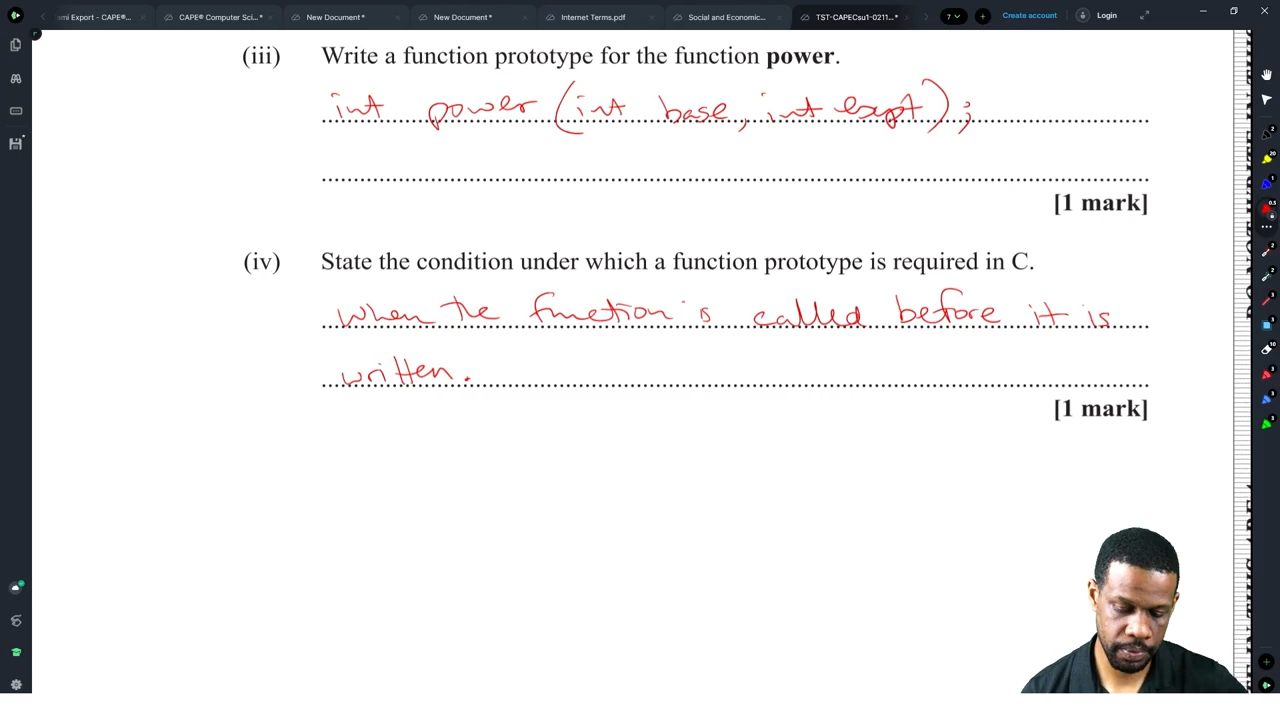 ami Export - CAPE®...
CAPE® Computer Sci...*
New Document*
New Document*
Internet Terms.pdf
Social and Economic...
TST-CAPECsu1-0211...*
7
Create account
Login
(iii) Write a function prototype for the function power.
int power (int base, int expt);
[1 mark]
(iv) State the condition under which a function prototype is required in C.
When the function is called before it is
written.
[1 mark]